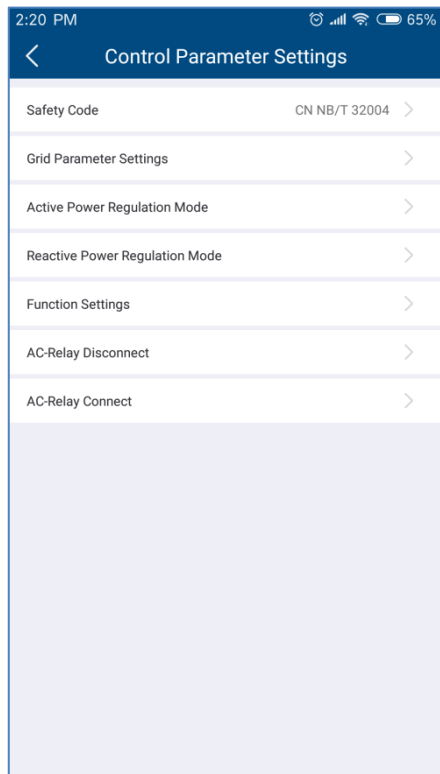 2:20 PM 65%
Control Parameter Settings
Safety Code CN NB/T 32004
Grid Parameter Settings
Active Power Regulation Mode
Reactive Power Regulation Mode
Function Settings
AC-Relay Disconnect
AC-Relay Connect